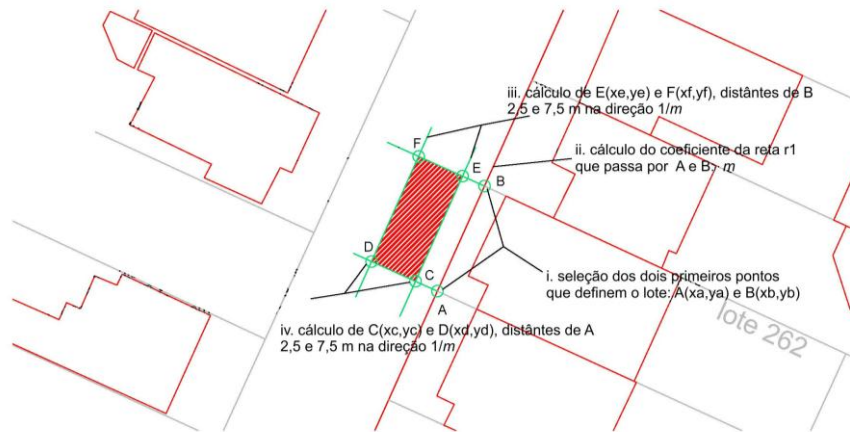 iii. cálculo de E(xe,ye) e F(xf,yf), distântes de B
2,5 e 7,5 m na direção 1/m
F
ii. cálculo do coeficiente da reta r1
que passa por A e B: m
E
B
D
C
i. seleção dos dois primeiros pontos
que definem o lote: A(xa,ya) e B(xb,yb)
A
iv. cálculo de C(xc,yc) e D(xd,yd), distântes de A
2,5 e 7,5 m na direção 1/m
lote 262